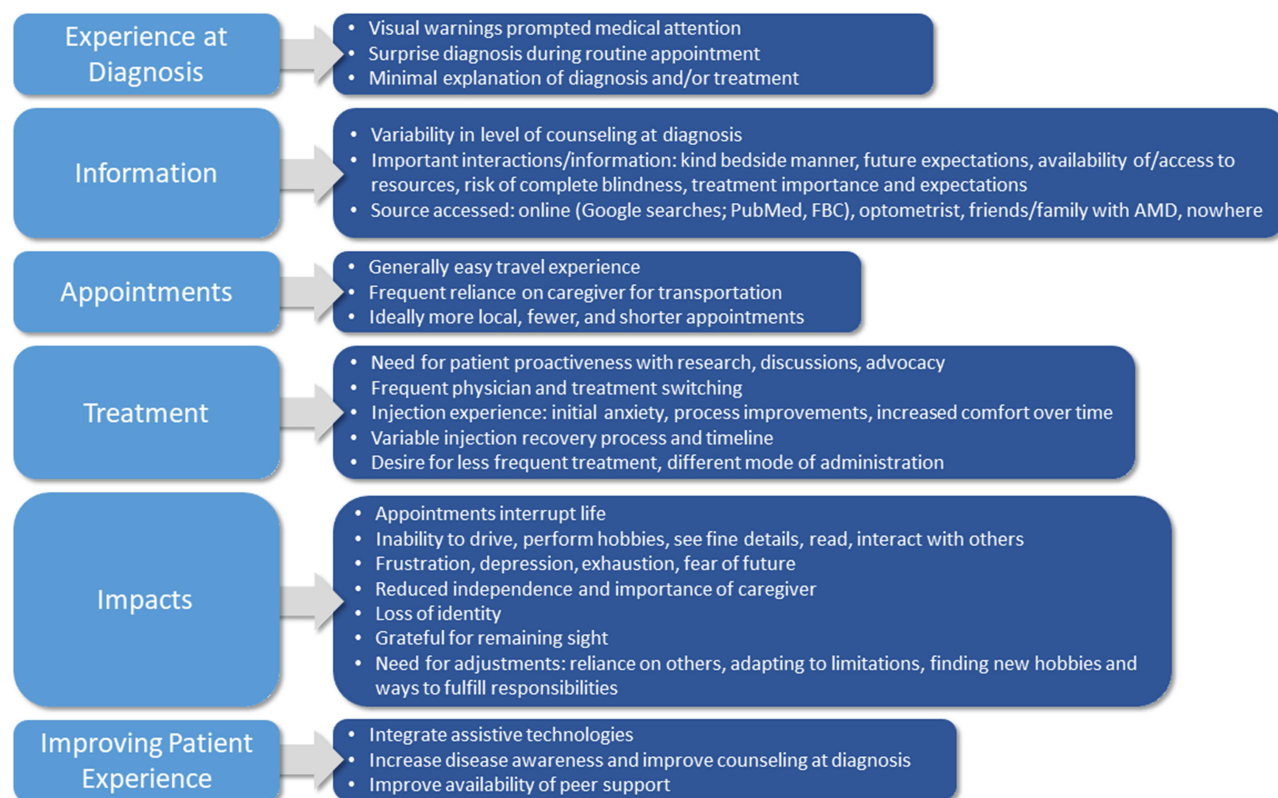 Experience at
Diagnosis
• Visual warnings prompted medical attention
• Surprise diagnosis during routine appointment
• Minimal explanation of diagnosis and/or treatment
Information
• Variability in level of counseling at diagnosis
• Important interactions/information: kind bedside manner, future expectations, availability of/access to
resources, risk of complete blindness, treatment importance and expectations
• Source accessed: online (Google searches; PubMed, FBC), optometrist, friends/family with AMD, nowhere
Appointments
• Generally easy travel experience
• Frequent reliance on caregiver for transportation
• Ideally more local, fewer, and shorter appointments
Treatment
• Need for patient proactiveness with research, discussions, advocacy
• Frequent physician and treatment switching
• Injection experience: initial anxiety, process improvements, increased comfort over time
• Variable injection recovery process and timeline
• Desire for less frequent treatment, different mode of administration
Impacts
• Appointments interrupt life
• Inability to drive, perform hobbies, see fine details, read, interact with others
• Frustration, depression, exhaustion, fear of future
• Reduced independence and importance of caregiver
• Loss of identity
• Grateful for remaining sight
• Need for adjustments: reliance on others, adapting to limitations, finding new hobbies and
ways to fulfill responsibilities
Improving Patient
Experience
• Integrate assistive technologies
• Increase disease awareness and improve counseling at diagnosis
• Improve availability of peer support